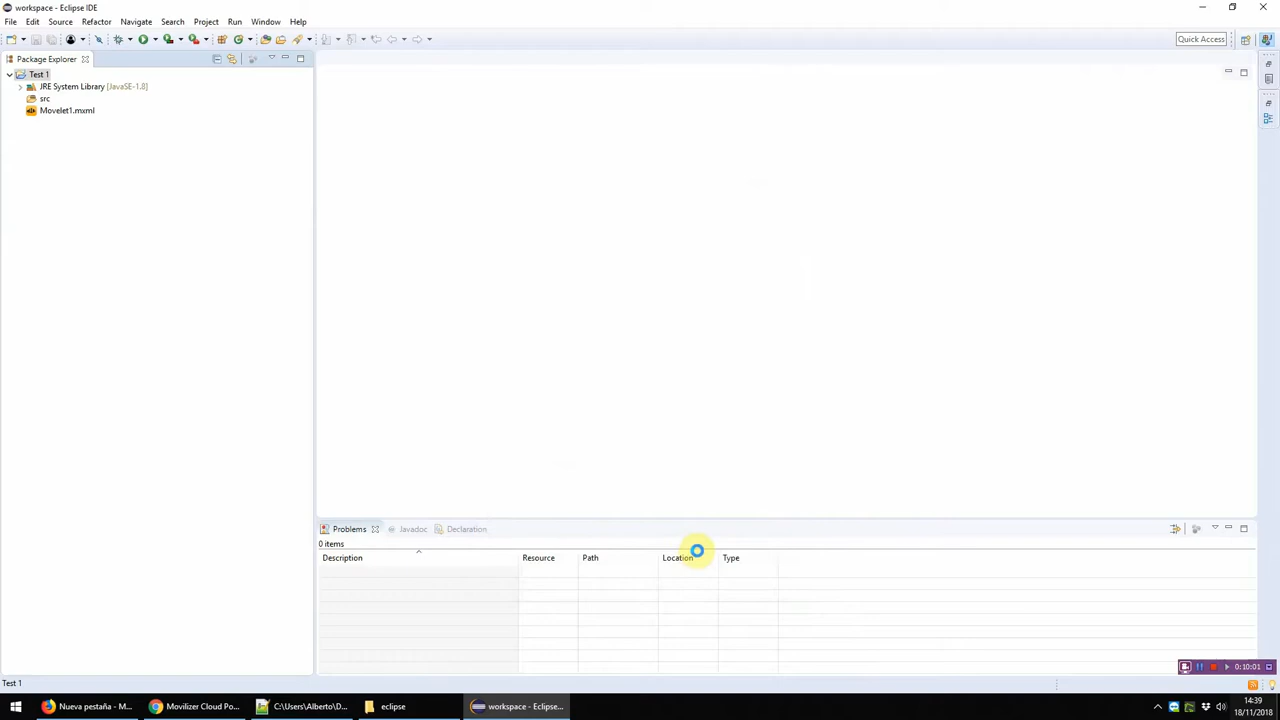 workspace - Eclipse IDE
File Edit Source Refactor Navigate Search Project Run Window Help
Quick Access
Package Explorer
Test 1
JRE System Library [JavaSE-1.8]
src
Movelet1.mxml
Problems Javadoc Declaration
0 items
Description Resource Path Location Type
0:10:01
Test 1
Nueva pestaña - M...
Movilizer Cloud Po...
C:\Users\Alberto\D...
eclipse
workspace - Eclipse...
14:39
18/11/2018